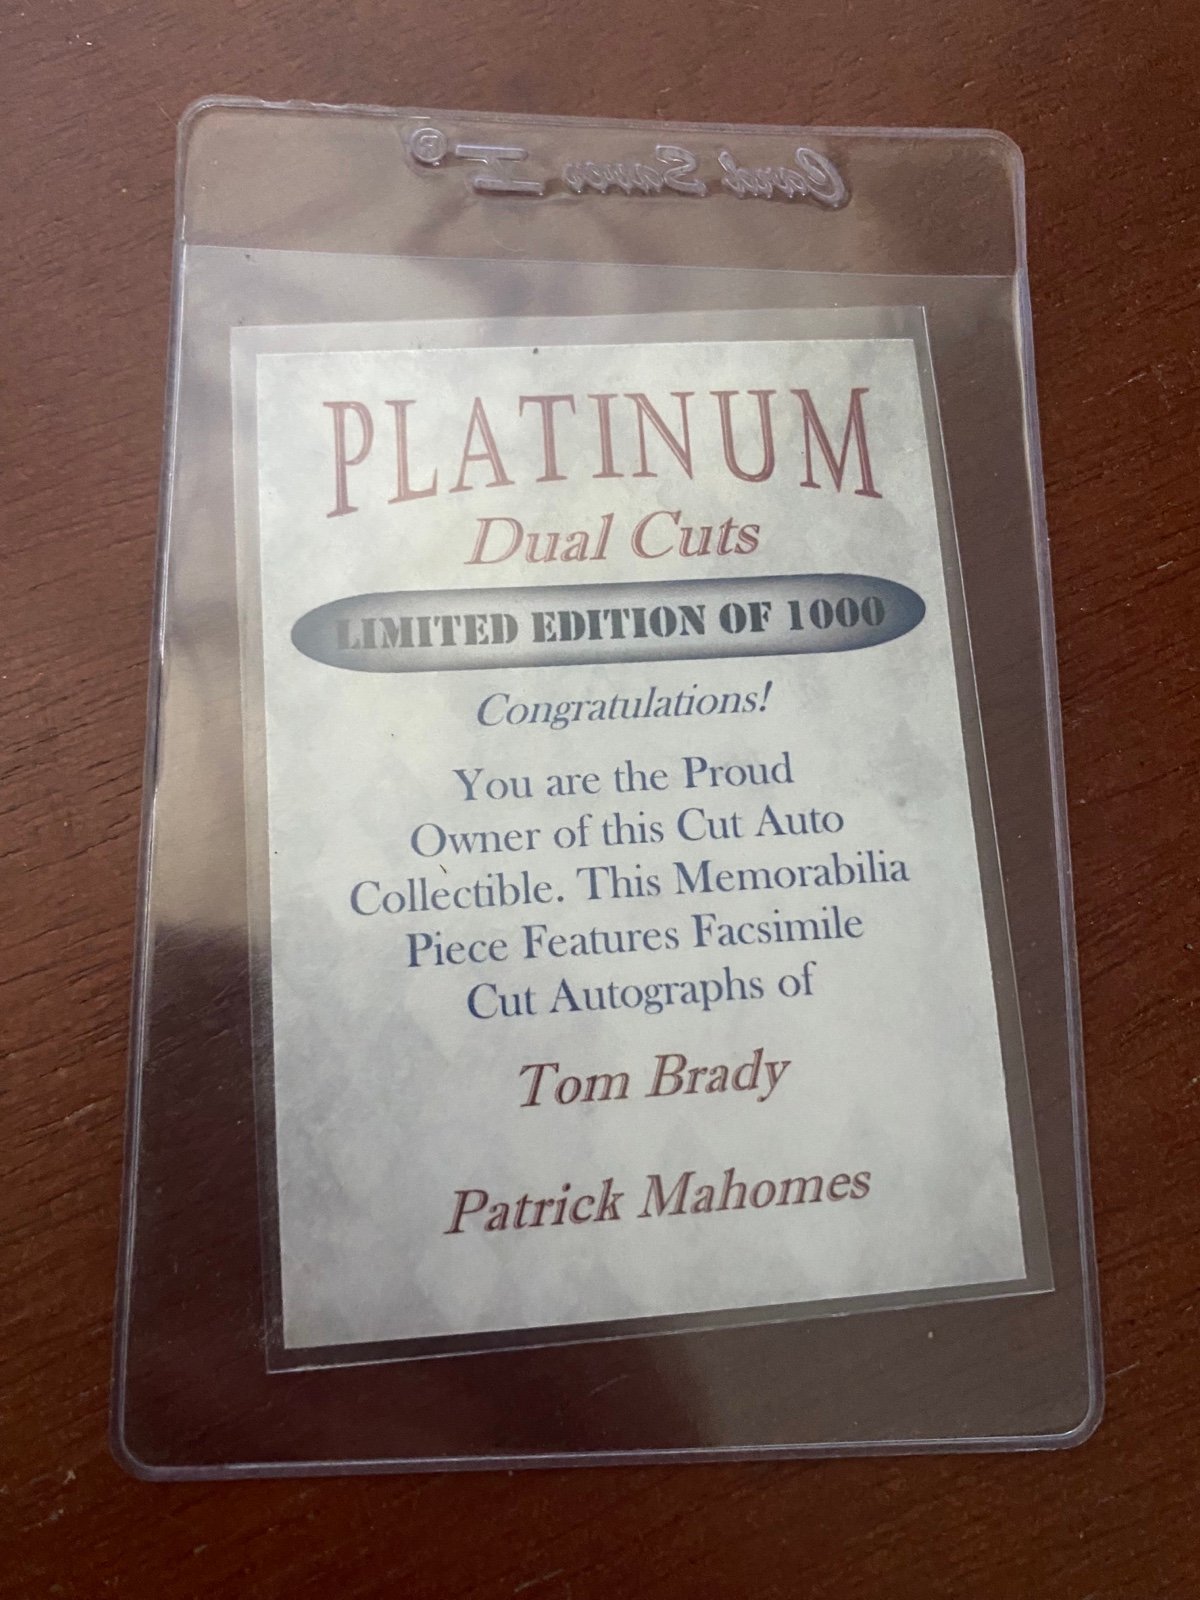 Card Saver I®
PLATINUM
Dual Cuts
LIMITED EDITION OF 1000
Congratulations!
You are the Proud
Owner of this Cut Auto
Collectible. This Memorabilia
Piece Features Facsimile
Cut Autographs of
Tom Brady
Patrick Mahomes